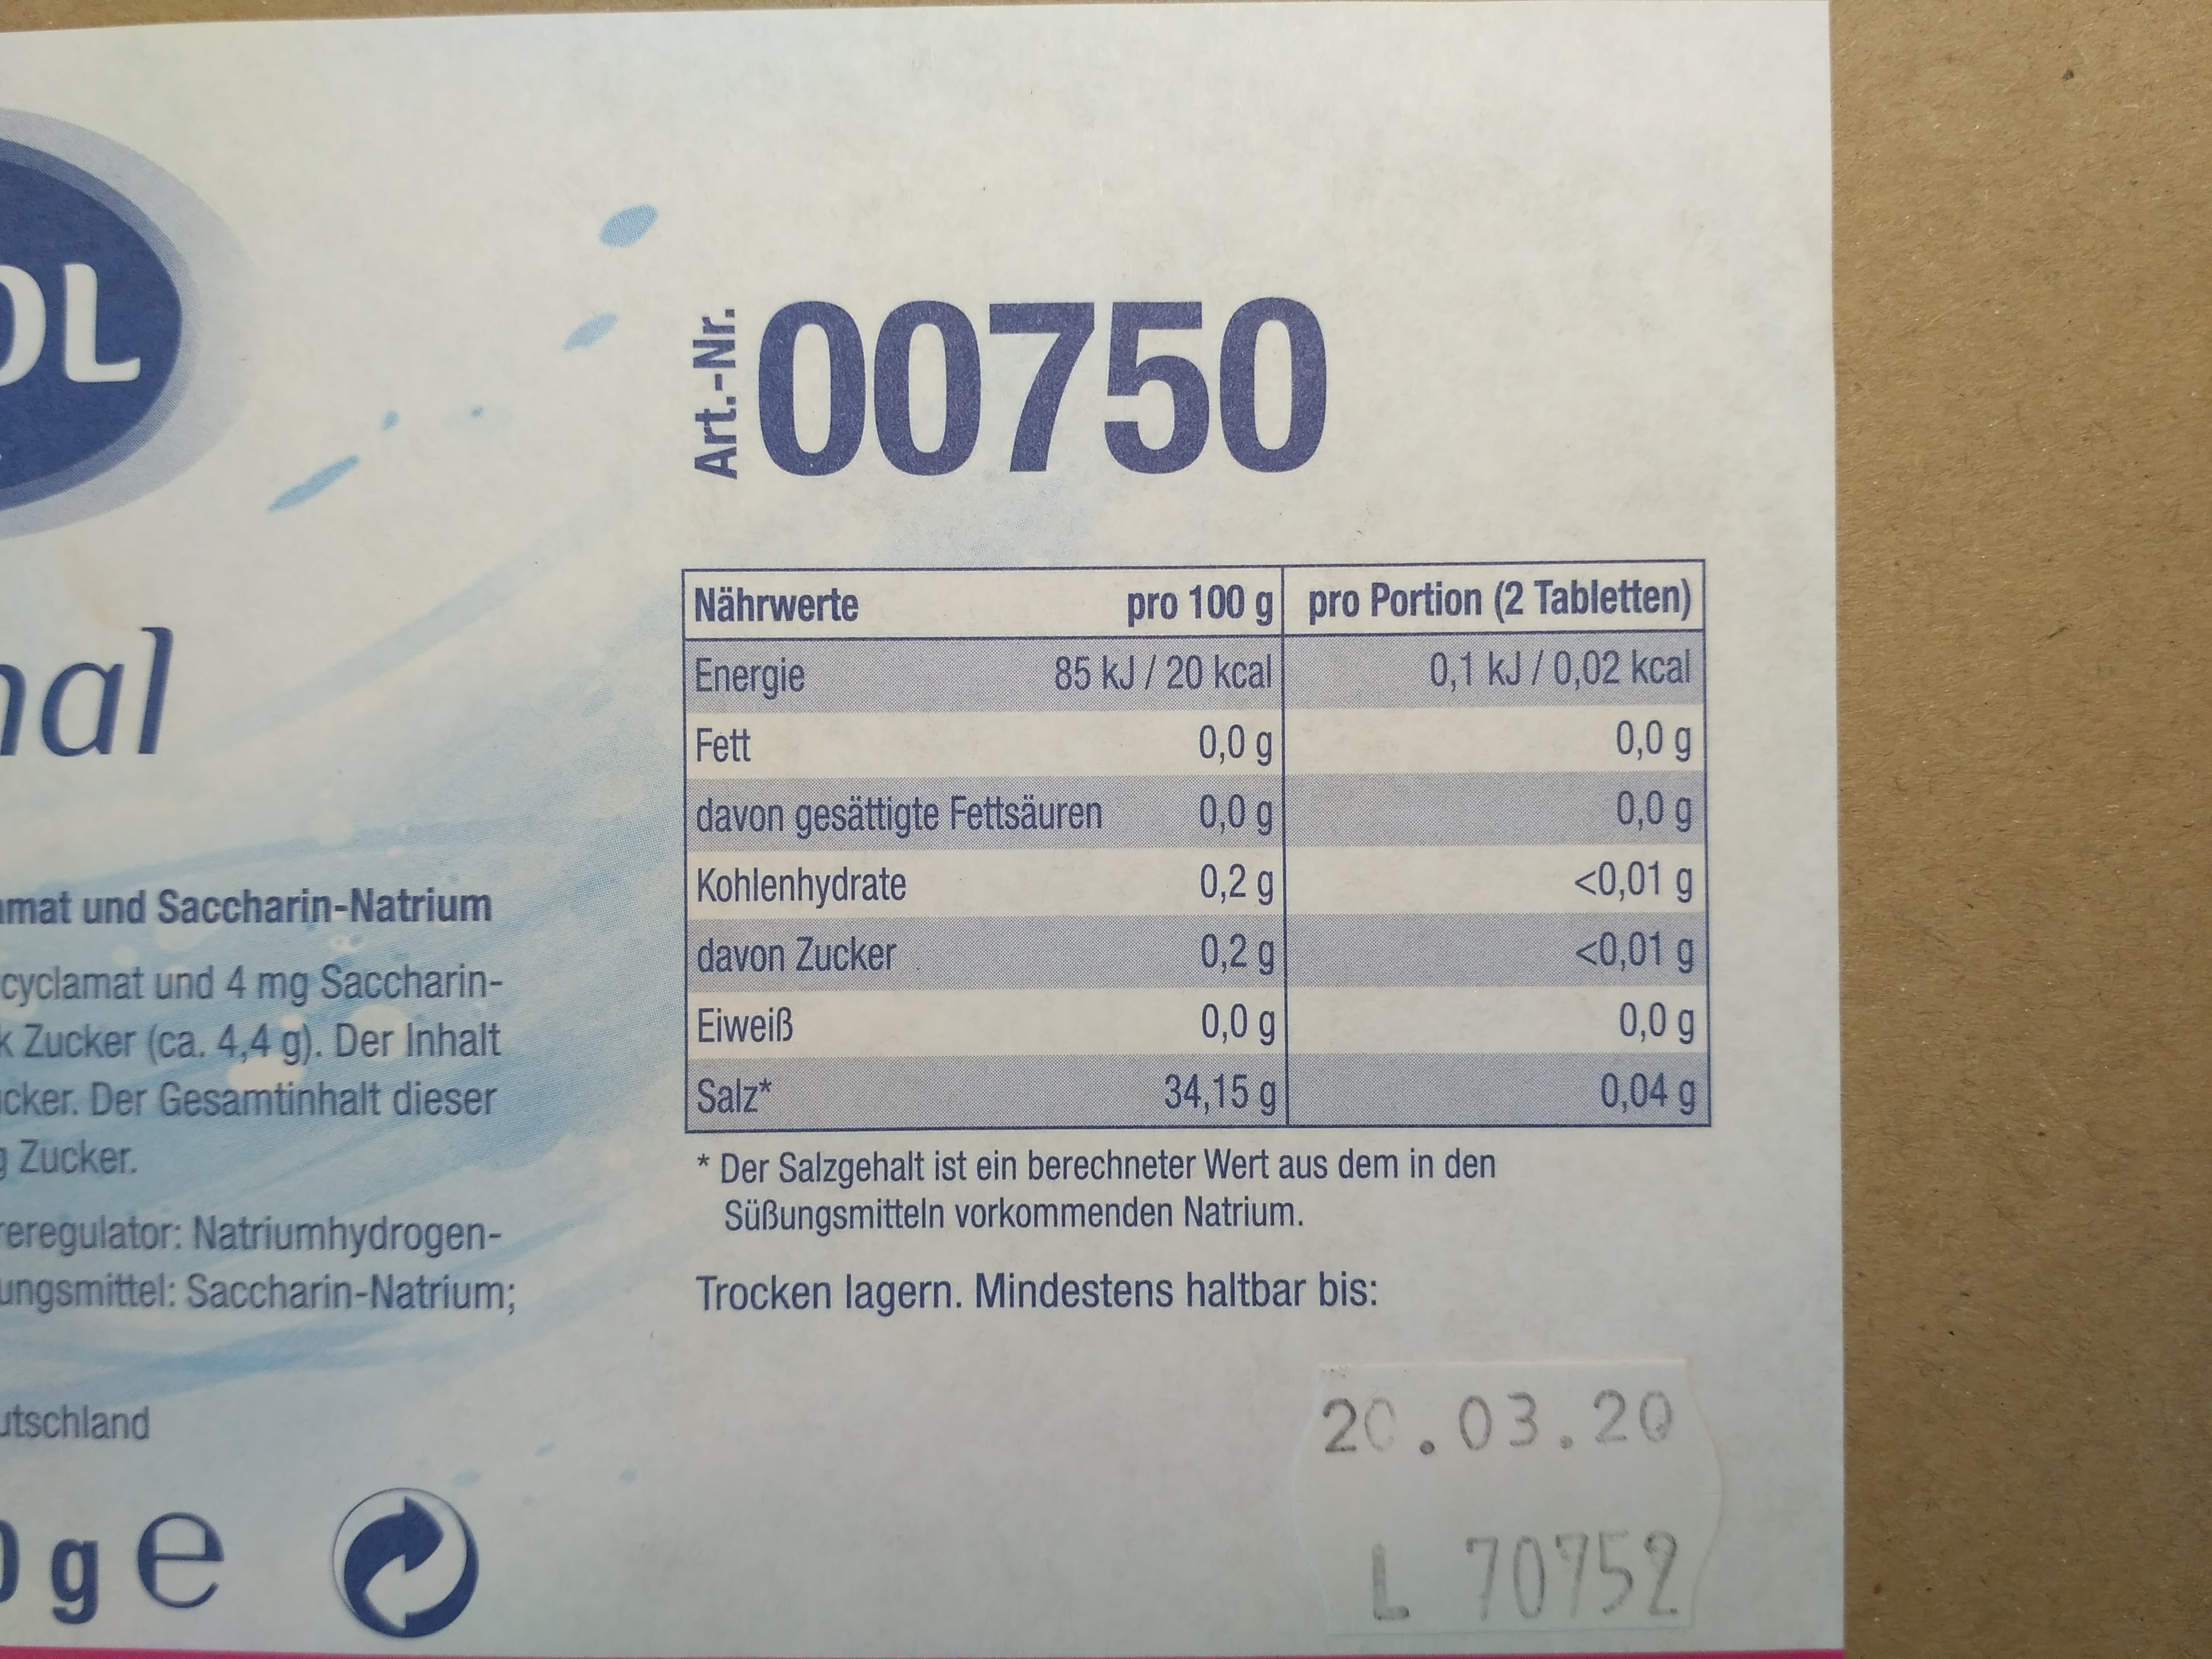 OL
nal
mat und Saccharin-Natrium
cyclamat und 4 mg Saccharin-
k Zucker (ca. 4,4 g). Der Inhalt
cker. Der Gesamtinhalt dieser
g Zucker.
eregulator: Natriumhydrogen-
ungsmittel: Saccharin-Natrium;
utschland
0 g e
Art.-Nr. 00750
Nährwerte pro 100 g pro Portion (2 Tabletten)
Energie 85 kJ / 20 kcal 0,1 kJ / 0,02 kcal
Fett 0,0 g 0,0 g
davon gesättigte Fettsäuren 0,0 g 0,0 g
Kohlenhydrate 0,2 g <0,01 g
davon Zucker 0,2 g <0,01 g
Eiweiß 0,0 g 0,0 g
Salz* 34,15 g 0,04 g
* Der Salzgehalt ist ein berechneter Wert aus dem in den
Süßungsmitteln vorkommenden Natrium.
Trocken lagern. Mindestens haltbar bis:
20.03.20
L 70752